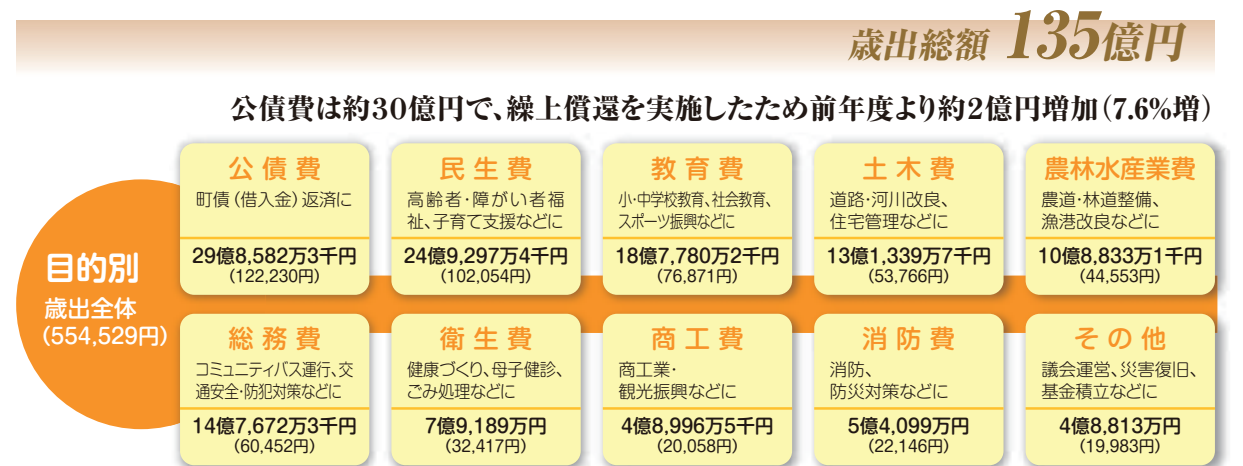 歳出総額 135億円
公債費は約30億円で、繰上償還を実施したため前年度より約2億円増加（7.6%増）
目的別
歳出全体
（554,529円）
公債費
町債（借入金）返済に
29億8,582万3千円
（122,230円）
民生費
高齢者・障がい者福
祉、子育て支援などに
24億9,297万4千円
（102,054円）
教育費
小・中学校教育、社会教育、
スポーツ振興などに
18億7,780万2千円
（76,871円）
土木費
道路・河川改良、
住宅管理などに
13億1,339万7千円
（53,766円）
農林水産業費
農道・林道整備、
漁港改良などに
10億8,833万1千円
（44,553円）
総務費
コミュニティバス運行、交
通安全・防犯対策などに
14億7,672万3千円
（60,452円）
衛生費
健康づくり、母子健診、
ごみ処理などに
7億9,189万円
（32,417円）
商工費
商工業・
観光振興などに
4億8,996万5千円
（20,058円）
消防費
消防、
防災対策などに
5億4,099万円
（22,146円）
その他
議会運営、災害復旧、
基金積立などに
4億8,813万円
（19,983円）